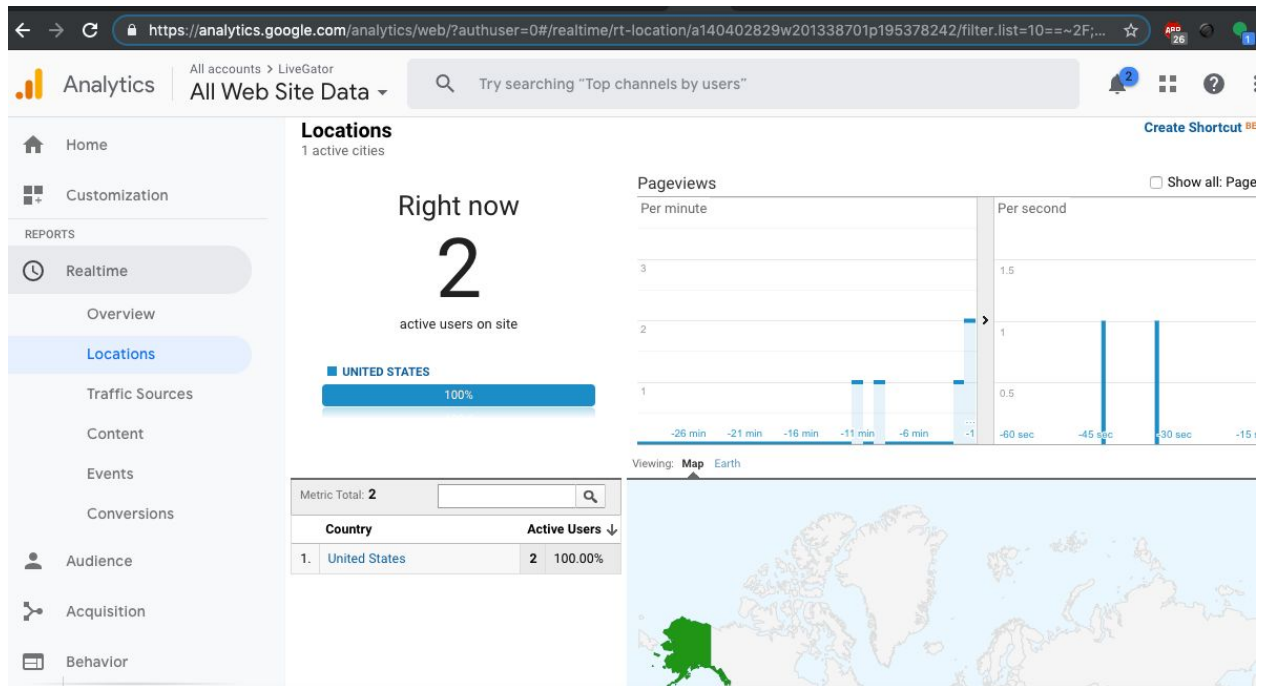 https://analytics.google.com/analytics/web/?authuser=0#/realtime/rt-location/a140402829w201338701p195378242/filter.list=10==~2F;...
ABP
26
1
Analytics
All accounts > LiveGator
All Web Site Data
Try searching "Top channels by users"
2
Home
Customization
REPORTS
Realtime
Overview
Locations
Traffic Sources
Content
Events
Conversions
Audience
Acquisition
Behavior
Locations
1 active cities
Create Shortcut BE
Right now
2
active users on site
UNITED STATES
100%
Pageviews
Show all: Page
Per minute
3
2
1
-26 min -21 min -16 min -11 min -6 min -1
Per second
1.5
1
0.5
-60 sec -45 sec -30 sec -15
Viewing: Map Earth
Metric Total: 2
Country Active Users
1. United States 2 100.00%